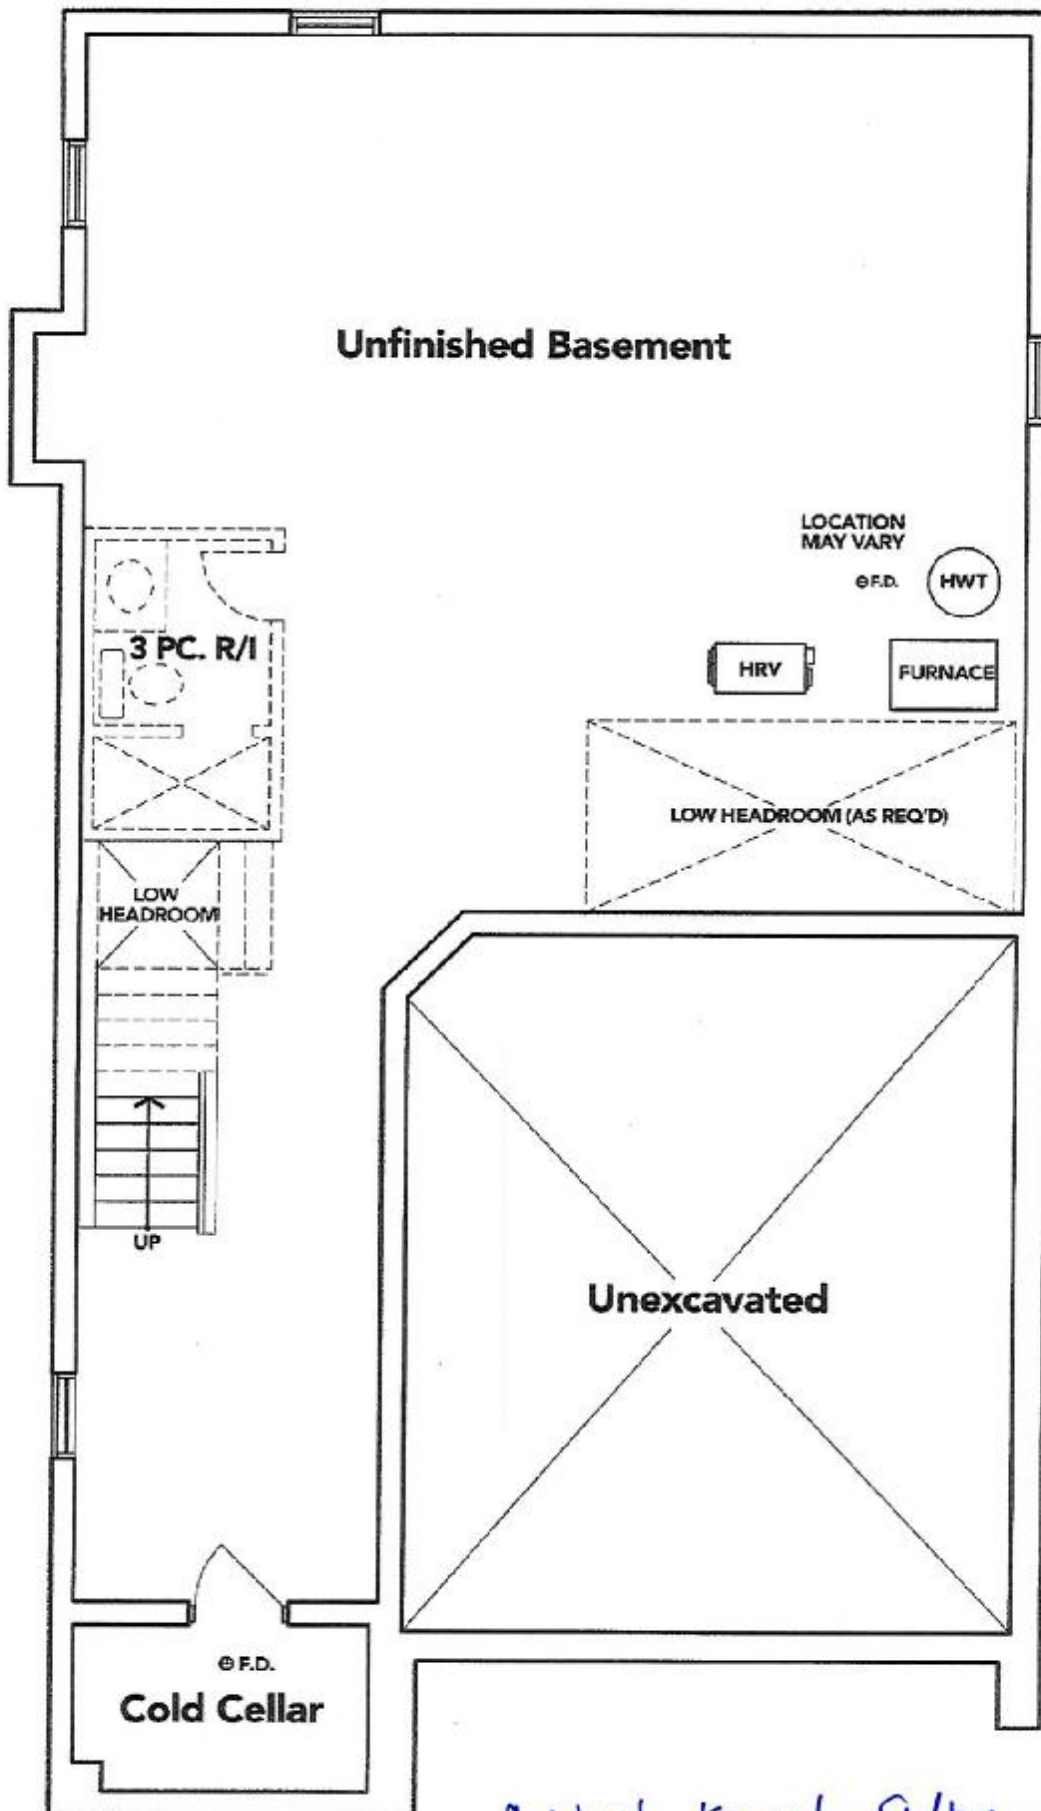 Unfinished Basement
LOCATION
MAY VARY
F.D.
HWT
3 PC. R/I
HRV
FURNACE
LOW HEADROOM (AS REQ'D)
LOW
HEADROOM
UP
Unexcavated
F.D.
Cold Cellar